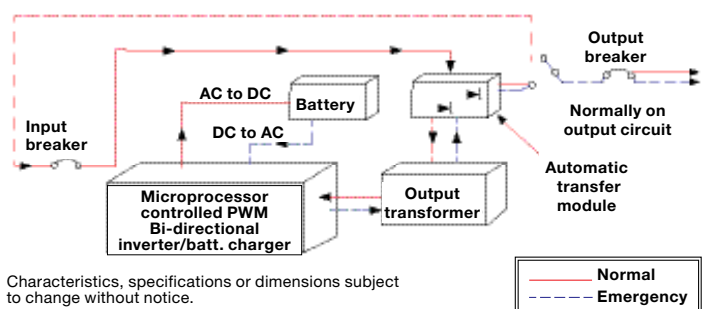 Output
breaker
AC to DC
Battery
Normally on
output circuit
Input
breaker
DC to AC
Automatic
transfer
module
Microprocessor
controlled PWM
Bi-directional
inverter/batt. charger
Output
transformer
Characteristics, specifications or dimensions subject
to change without notice.
Normal
Emergency